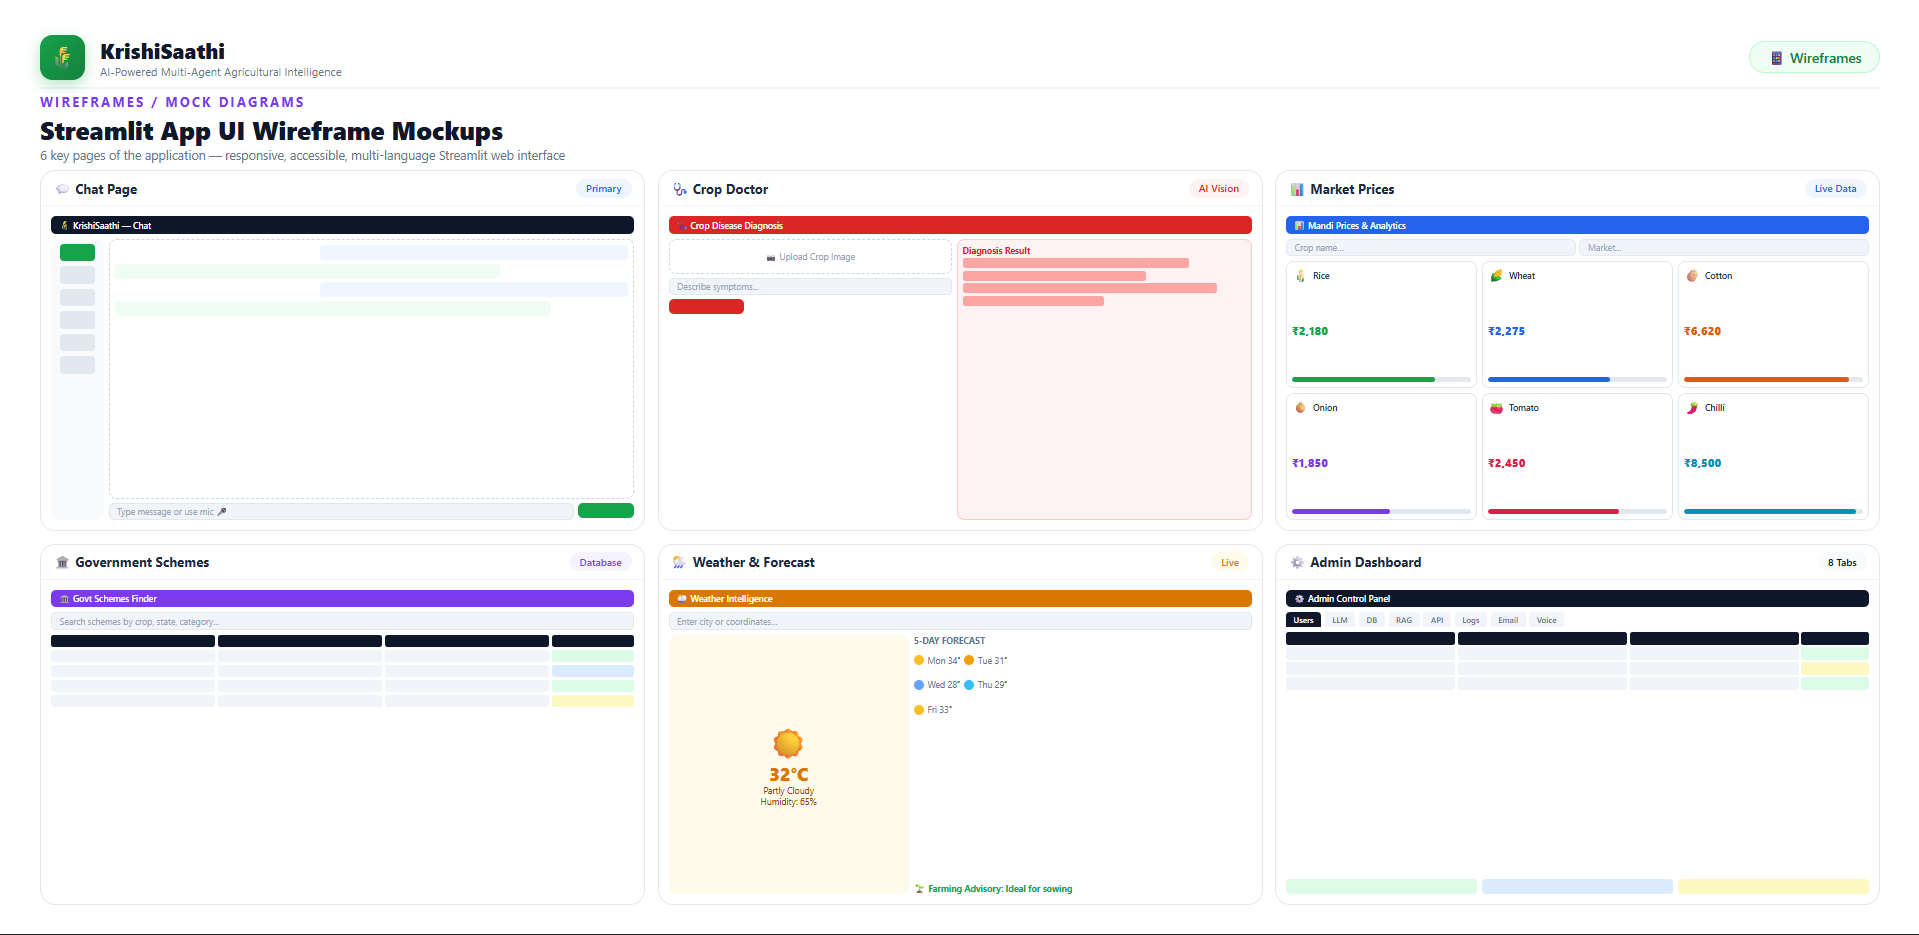 KrishiSaathi
AI-Powered Multi-Agent Agricultural Intelligence
Wireframes
WIREFRAMES / MOCK DIAGRAMS
Streamlit App UI Wireframe Mockups
6 key pages of the application — responsive, accessible, multi-language Streamlit web interface
Chat Page
Primary
KrishiSaathi — Chat
Type message or use mic
Crop Doctor
AI Vision
Crop Disease Diagnosis
Upload Crop Image
Describe symptoms...
Diagnosis Result
Market Prices
Live Data
Mandi Prices & Analytics
Crop name...
Market...
Rice
₹2,180
Wheat
₹2,275
Cotton
₹6,620
Onion
₹1,850
Tomato
₹2,450
Chilli
₹8,500
Government Schemes
Database
Govt Schemes Finder
Search schemes by crop, state, category...
Weather & Forecast
Live
Weather Intelligence
Enter city or coordinates...
32°C
Partly Cloudy
Humidity: 65%
5-DAY FORECAST
Mon 34° Tue 31°
Wed 28° Thu 29°
Fri 33°
Farming Advisory: Ideal for sowing
Admin Dashboard
8 Tabs
Admin Control Panel
Users LLM DB RAG API Logs Email Voice